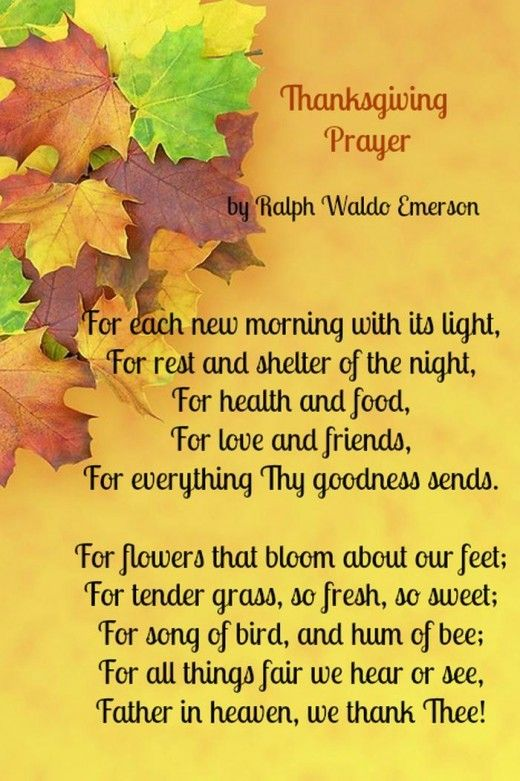 Thanksgiving
Prayer
by Ralph Waldo Emerson
For each new morning with its light,
For rest and shelter of the night,
For health and food,
For love and friends,
For everything Thy goodness sends.
For flowers that bloom about our feet;
For tender grass, so fresh, so sweet;
For song of bird, and hum of bee;
For all things fair we hear or see,
Father in heaven, we thank Thee!